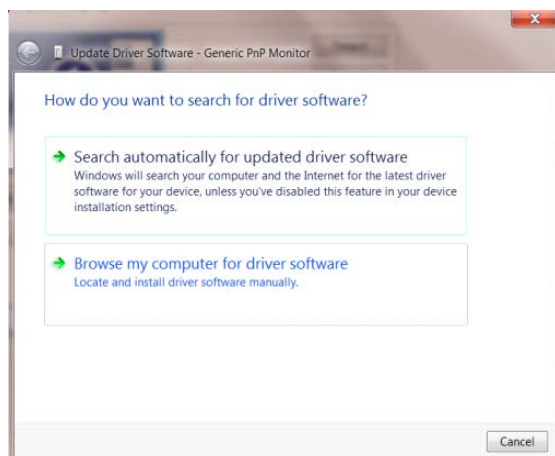 Update Driver Software - Generic PnP Monitor
How do you want to search for driver software?
Search automatically for updated driver software
Windows will search your computer and the Internet for the latest driver
software for your device, unless you've disabled this feature in your device
installation settings.
Browse my computer for driver software
Locate and install driver software manually.
Cancel